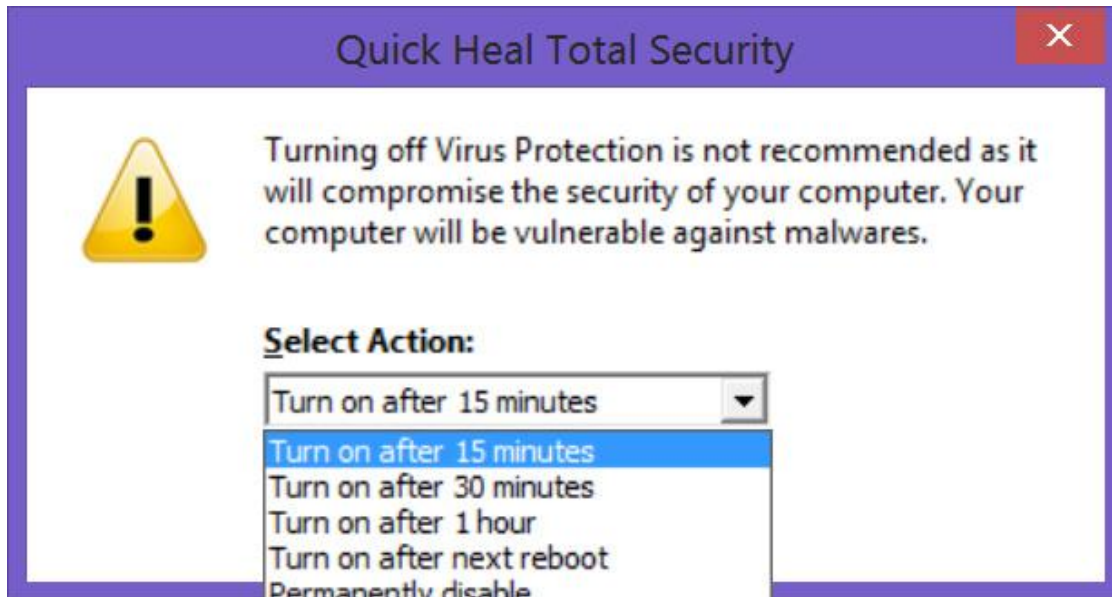 Quick Heal Total Security
Turning off Virus Protection is not recommended as it
will compromise the security of your computer. Your
computer will be vulnerable against malwares.
Select Action:
Turn on after 15 minutes
Turn on after 15 minutes
Turn on after 30 minutes
Turn on after 1 hour
Turn on after next reboot
Permanently disable